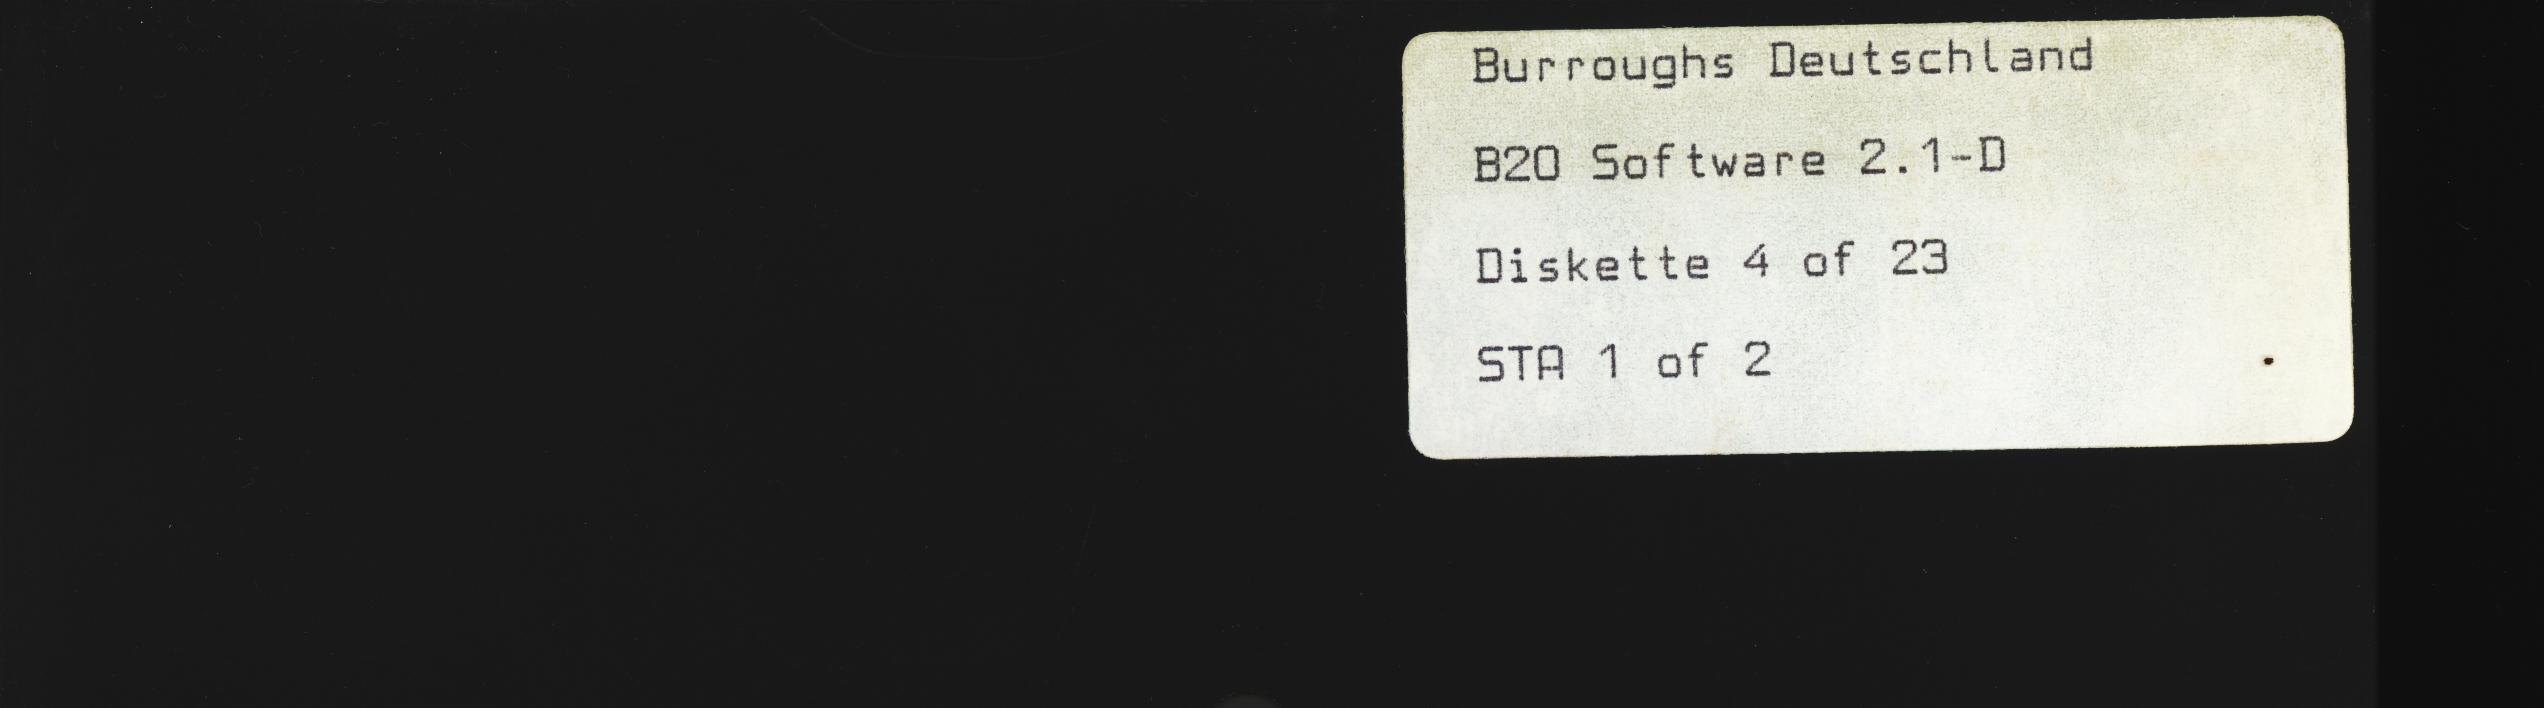 Burroughs Deutschland
B20 Software 2.1-D
Diskette 4 of 23
STA 1 of 2